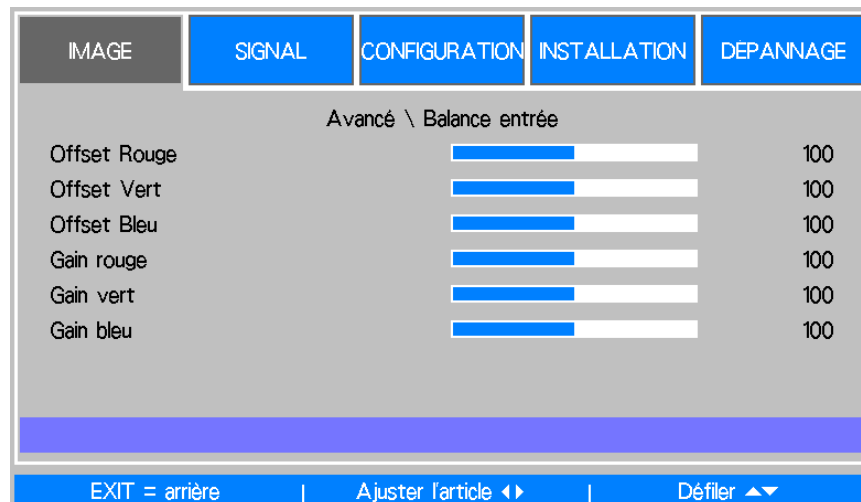 IMAGE SIGNAL CONFIGURATION INSTALLATION DÉPANNAGE
Avancé \ Balance entrée
Offset Rouge 100
Offset Vert 100
Offset Bleu 100
Gain rouge 100
Gain vert 100
Gain bleu 100
EXIT = arrière | Ajuster l'article ◂▸ | Défiler ▴▾